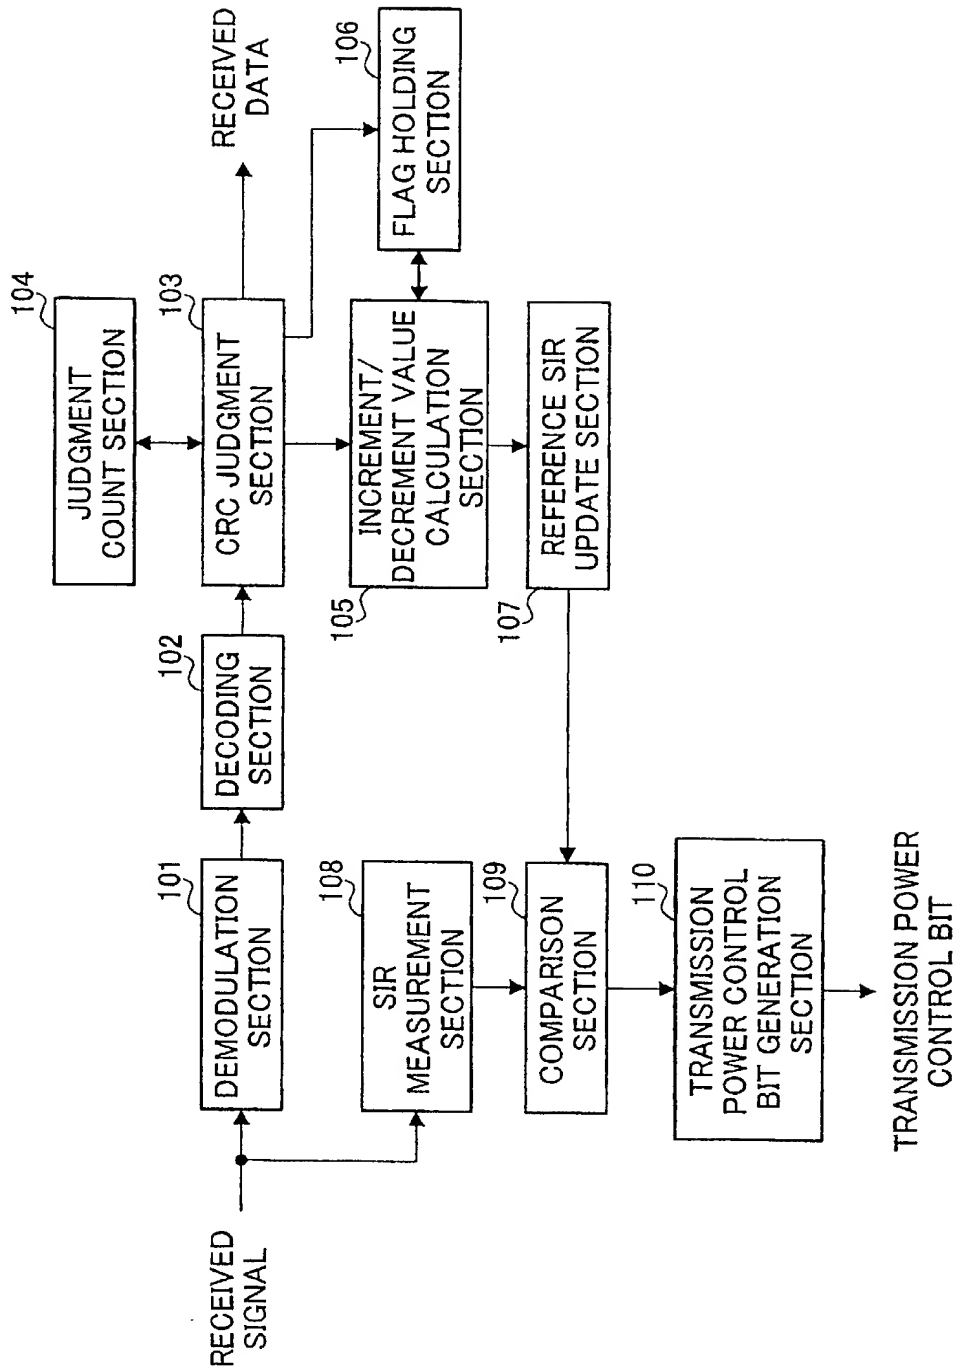 RECEIVED
SIGNAL
101
DEMODULATION
SECTION
102
DECODING
SECTION
103
CRC JUDGMENT
SECTION
104
JUDGMENT
COUNT SECTION
RECEIVED
DATA
105
INCREMENT/
DECREMENT VALUE
CALCULATION
SECTION
106
FLAG HOLDING
SECTION
107
REFERENCE SIR
UPDATE SECTION
108
SIR
MEASUREMENT
SECTION
109
COMPARISON
SECTION
110
TRANSMISSION
POWER CONTROL
BIT GENERATION
SECTION
TRANSMISSION POWER
CONTROL BIT